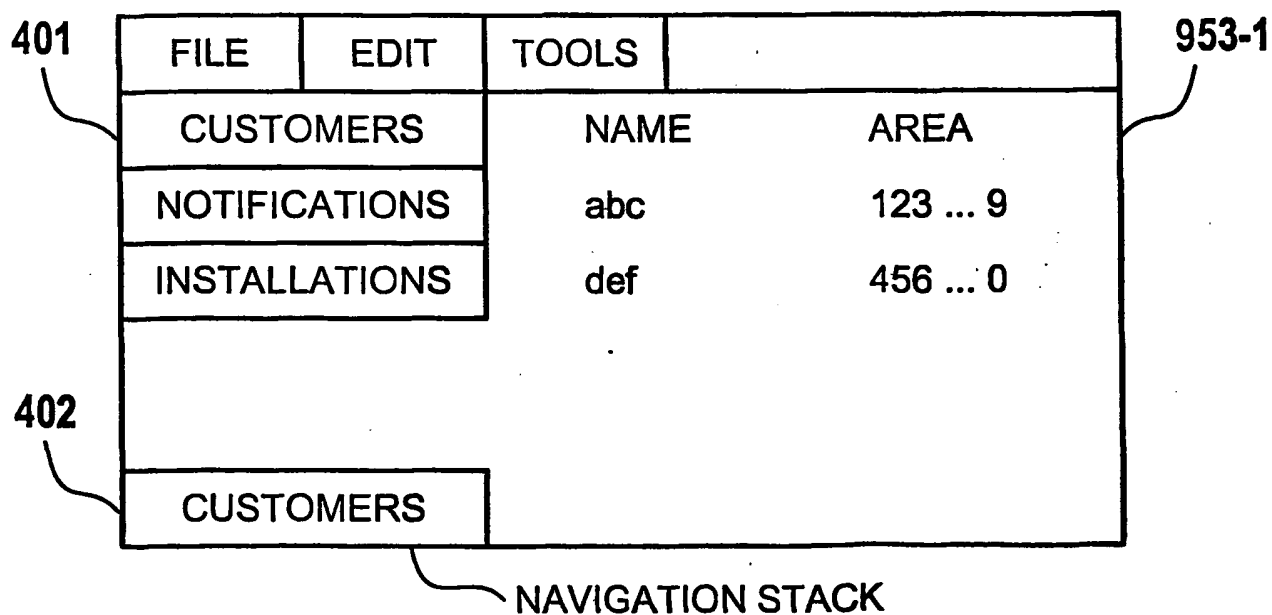 401 FILE EDIT TOOLS 953-1
CUSTOMERS NAME AREA
NOTIFICATIONS abc 123 ... 9
INSTALLATIONS def 456 ... 0
402
CUSTOMERS
NAVIGATION STACK